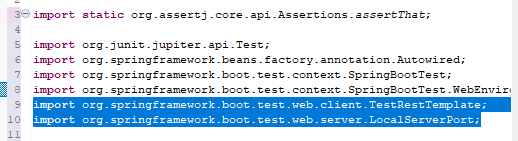 3 import static org.assertj.core.api.Assertions.assertThat;
4
5 import org.junit.jupiter.api.Test;
6 import org.springframework.beans.factory.annotation.Autowired;
7 import org.springframework.boot.test.context.SpringBootTest;
8 import org.springframework.boot.test.context.SpringBootTest.WebEnviro
9 import org.springframework.boot.test.web.client.TestRestTemplate;
10 import org.springframework.boot.test.web.server.LocalServerPort;
11